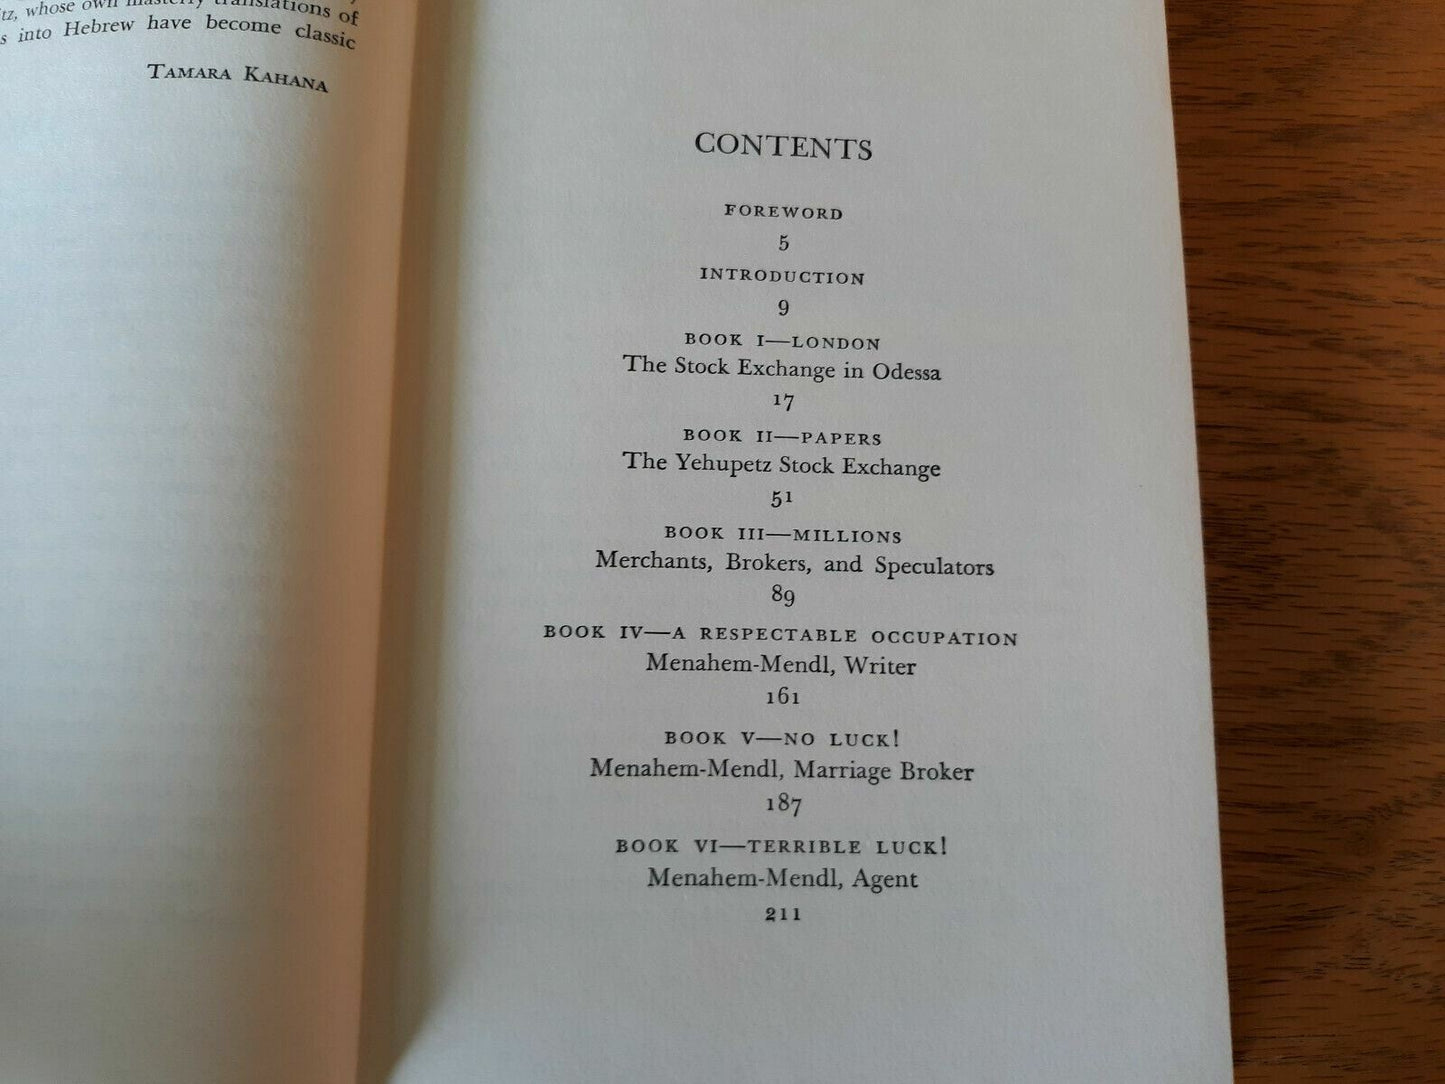 whose own masterly translations of
into Hebrew have become classic
TAMARA KAHANA
CONTENTS
FOREWORD
5
INTRODUCTION
9
BOOK I—LONDON
The Stock Exchange in Odessa
17
BOOK II—PAPERS
The Yehupetz Stock Exchange
51
BOOK III—MILLIONS
Merchants, Brokers, and Speculators
89
BOOK IV—A RESPECTABLE OCCUPATION
Menahem-Mendl, Writer
161
BOOK V—NO LUCK!
Menahem-Mendl, Marriage Broker
187
BOOK VI—TERRIBLE LUCK!
Menahem-Mendl, Agent
211